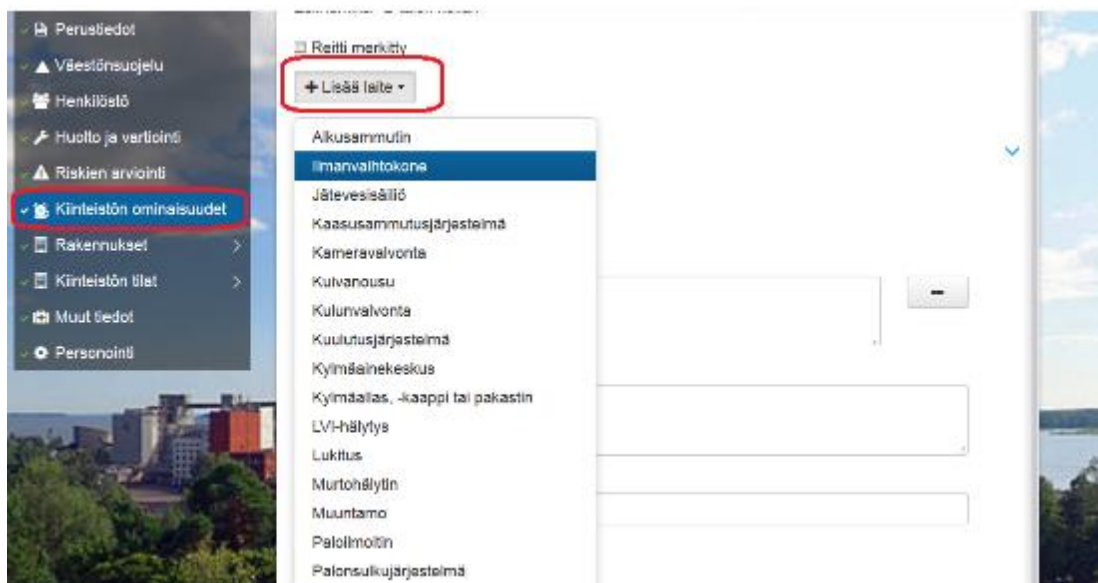 Perustiedot
Väestönsuojelu
Henkilöstö
Huolto ja vartiointi
Riskien arviointi
Kiinteistön ominaisuudet
Rakennukset
Kiinteistön tilat
Muut tiedot
Personointi
Reitti merkitty
+ Lisää laite
Alkusammutin
Ilmanvaihtokone
Jätevesisäiliö
Kaasusammutusjärjestelmä
Kameravalvonta
Kuivanousu
Kulunvalvonta
Kuulutusjärjestelmä
Kylmäainekeskus
Kylmäallas, -kaappi tai pakastin
LVI-hälytys
Lukitus
Murtohälytin
Muuntamo
Paloilmoitin
Palonsulkujärjestelmä